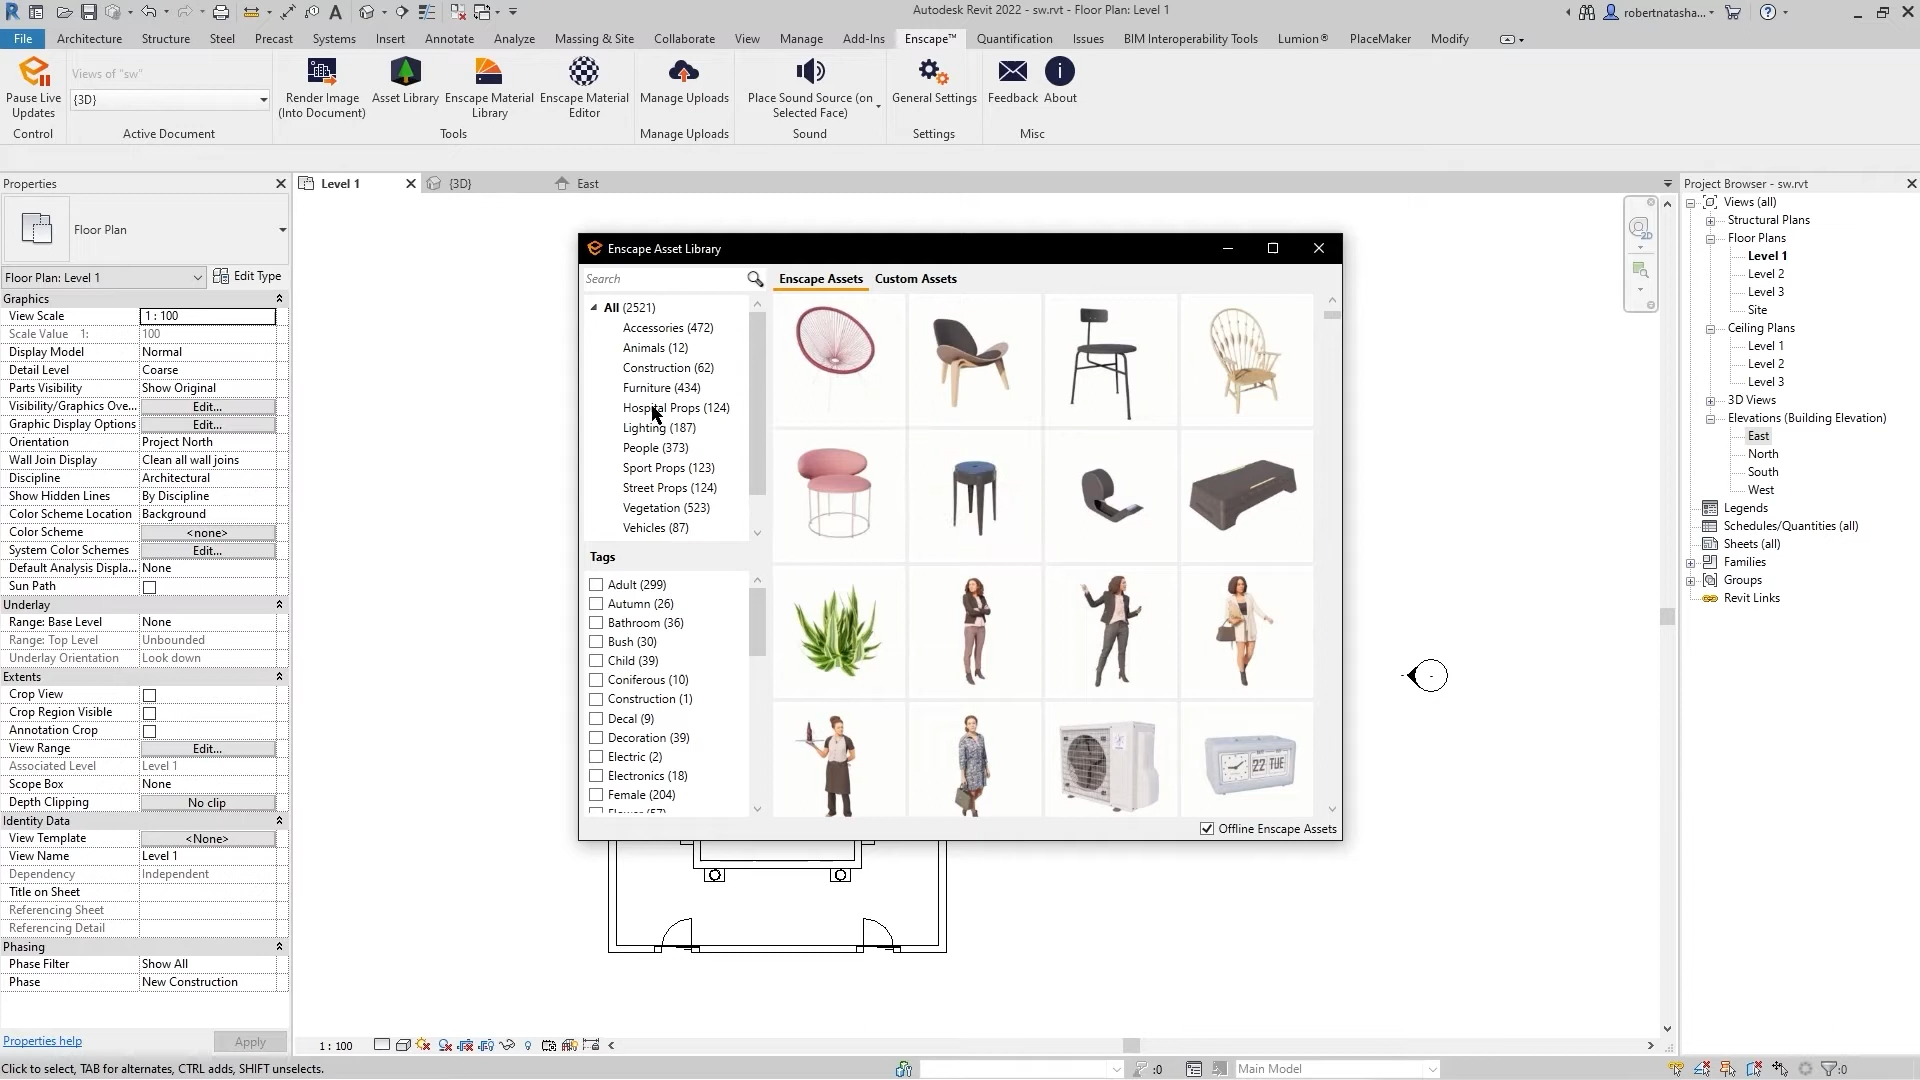 Autodesk Revit 2022 - sw.rvt - Floor Plan: Level 1
robertnatasha...
File Architecture Structure Steel Precast Systems Insert Annotate Analyze Massing & Site Collaborate View Manage Add-Ins Enscape™ Quantification Issues BIM Interoperability Tools Lumion® PlaceMaker Modify
Pause Live Updates
Views of "sw"
{3D}
Render Image (Into Document)
Asset Library
Enscape Material Library
Enscape Material Editor
Manage Uploads
Place Sound Source (on Selected Face)
General Settings
Feedback
About
Control
Active Document
Tools
Manage Uploads
Sound
Settings
Misc
Properties
Level 1
{3D}
East
Project Browser - sw.rvt
Floor Plan
Floor Plan: Level 1
Edit Type
Graphics
View Scale 1 : 100
Scale Value 1: 100
Display Model Normal
Detail Level Coarse
Parts Visibility Show Original
Visibility/Graphics Ove... Edit...
Graphic Display Options Edit...
Orientation Project North
Wall Join Display Clean all wall joins
Discipline Architectural
Show Hidden Lines By Discipline
Color Scheme Location Background
Color Scheme <none>
System Color Schemes Edit...
Default Analysis Displa... None
Sun Path
Underlay
Range: Base Level None
Range: Top Level Unbounded
Underlay Orientation Look down
Extents
Crop View
Crop Region Visible
Annotation Crop
View Range Edit...
Associated Level Level 1
Scope Box None
Depth Clipping No clip
Identity Data
View Template <None>
View Name Level 1
Dependency Independent
Title on Sheet
Referencing Sheet
Referencing Detail
Phasing
Phase Filter Show All
Phase New Construction
Properties help
Apply
Enscape Asset Library
Search
Enscape Assets Custom Assets
All (2521)
Accessories (472)
Animals (12)
Construction (62)
Furniture (434)
Hospital Props (124)
Lighting (187)
People (373)
Sport Props (123)
Street Props (124)
Vegetation (523)
Vehicles (87)
Tags
Adult (299)
Autumn (26)
Bathroom (36)
Bush (30)
Child (39)
Coniferous (10)
Construction (1)
Decal (9)
Decoration (39)
Electric (2)
Electronics (18)
Female (204)
22 TUE
Offline Enscape Assets
2D
Views (all)
Structural Plans
Floor Plans
Level 1
Level 2
Level 3
Site
Ceiling Plans
Level 1
Level 2
Level 3
3D Views
Elevations (Building Elevation)
East
North
South
West
Legends
Schedules/Quantities (all)
Sheets (all)
Families
Groups
Revit Links
1 : 100
Click to select, TAB for alternates, CTRL adds, SHIFT unselects.
:0
Main Model
:0